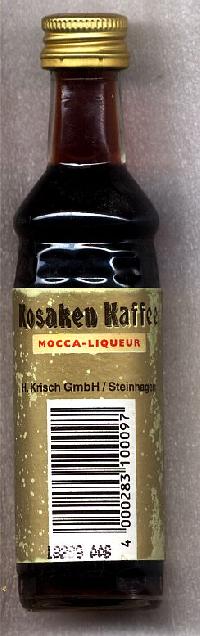 Kosaken Kaffee
MOCCA-LIQUEUR
H. Krisch GmbH / Steinhagen
4 000283 100097